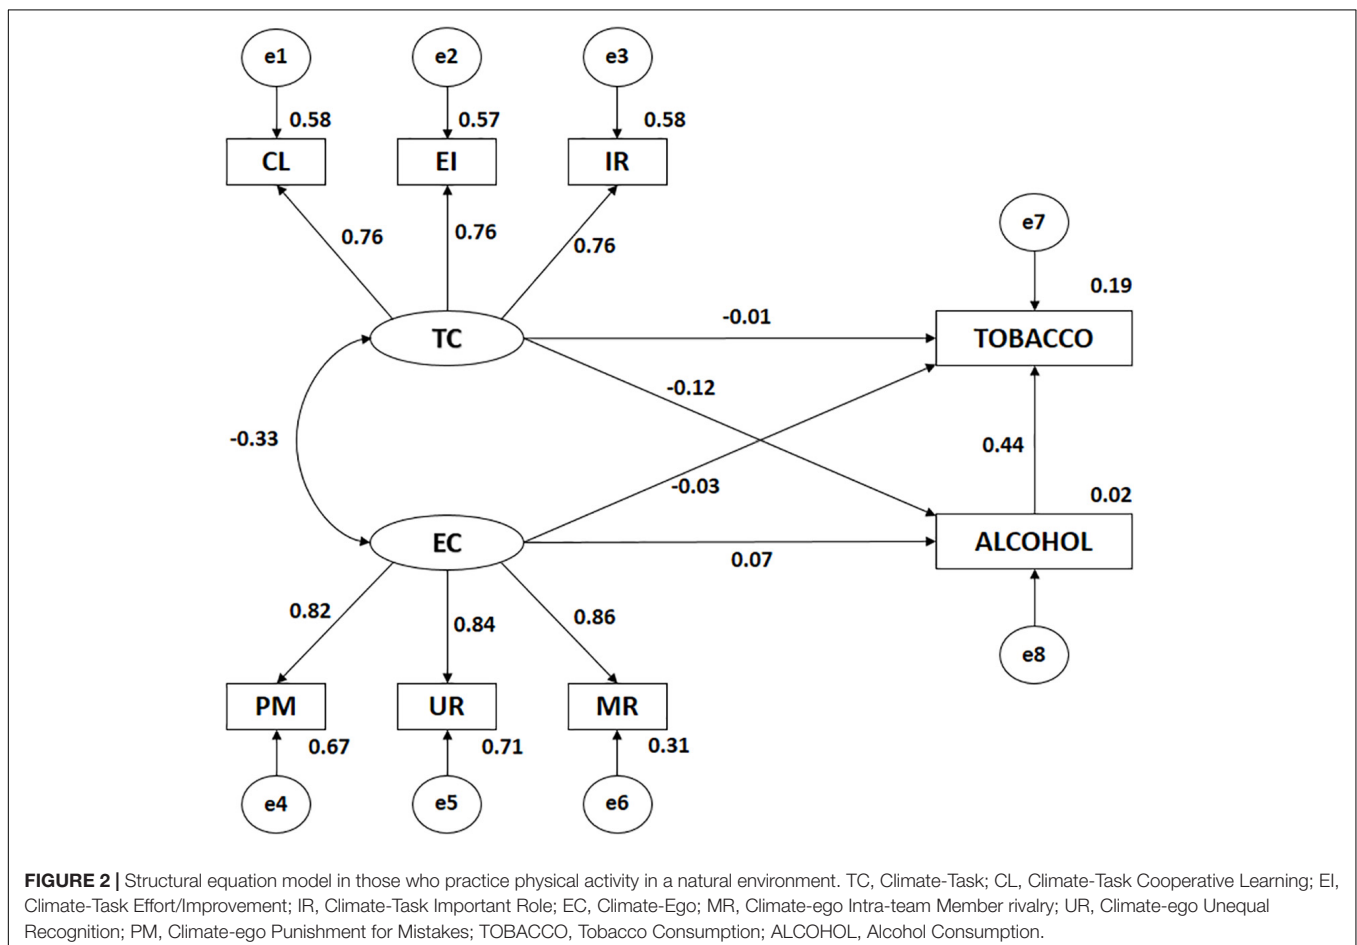 e1
e2
e3
0.58
0.57
0.58
CL
EI
IR
0.76
0.76
0.76
e7
0.19
TC
-0.01
TOBACCO
-0.12
-0.33
0.44
-0.03
0.02
EC
0.07
ALCOHOL
0.82
0.84
0.86
e8
PM
UR
MR
0.67
0.71
0.31
e4
e5
e6
FIGURE 2 | Structural equation model in those who practice physical activity in a natural environment. TC, Climate-Task; CL, Climate-Task Cooperative Learning; EI,
Climate-Task Effort/Improvement; IR, Climate-Task Important Role; EC, Climate-Ego; MR, Climate-ego Intra-team Member rivalry; UR, Climate-ego Unequal
Recognition; PM, Climate-ego Punishment for Mistakes; TOBACCO, Tobacco Consumption; ALCOHOL, Alcohol Consumption.